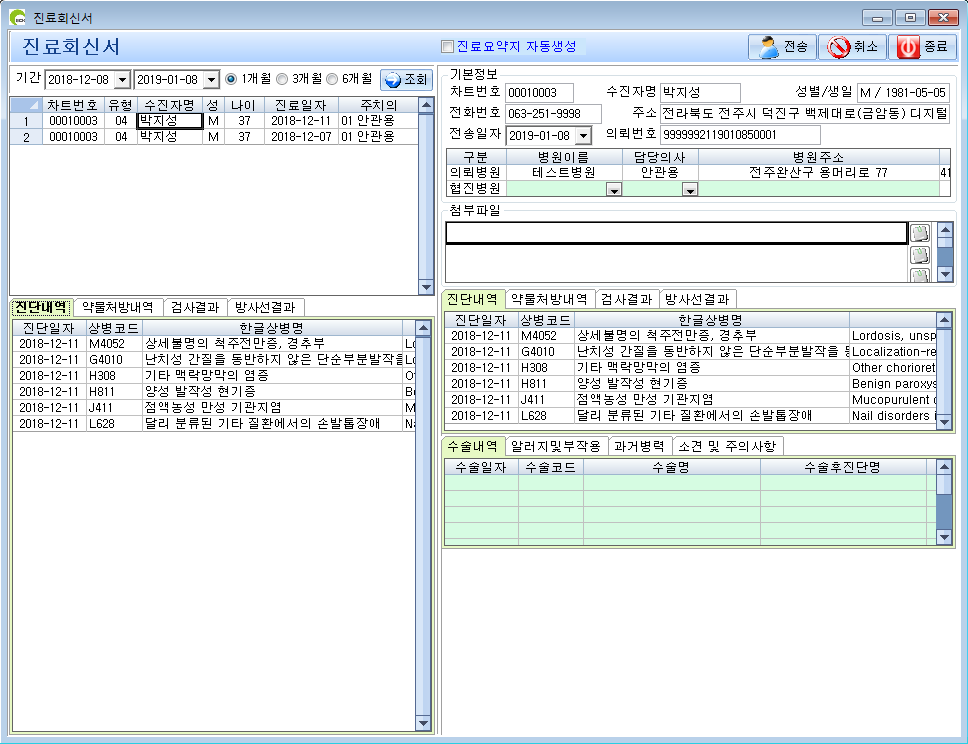 진료회신서
진료회신서
진료요약지 자동생성
전송 취소 종료
기간 2018-12-08 2019-01-08 1개월 3개월 6개월 조회
차트번호 유형 수진자명 성 나이 진료일자 주치의
1 00010003 04 박지성 M 37 2018-12-11 01 안관용
2 00010003 04 박지성 M 37 2018-12-07 01 안관용
진단내역 약물처방내역 검사결과 방사선결과
진단일자 상병코드 한글상병명
2018-12-11 M4052 상세불명의 척주전만증, 경추부
2018-12-11 G4010 난치성 간질을 동반하지 않은 단순부분발작을
2018-12-11 H308 기타 맥락망막의 염증
2018-12-11 H811 양성 발작성 현기증
2018-12-11 J411 점액농성 만성 기관지염
2018-12-11 L628 달리 분류된 기타 질환에서의 손발톱장애
기본정보
차트번호 00010003 수진자명 박지성 성별/생일 M / 1981-05-05
전화번호 063-251-9998 주소 전라북도 전주시 덕진구 백제대로(금암동) 디지털
전송일자 2019-01-08 의뢰번호 9999992119010850001
구분 병원이름 담당의사 병원주소
의뢰병원 테스트병원 안관용 전주완산구 용머리로 77 41
협진병원
첨부파일
진단내역 약물처방내역 검사결과 방사선결과
진단일자 상병코드 한글상병명
2018-12-11 M4052 상세불명의 척주전만증, 경추부 Lordosis, unsp
2018-12-11 G4010 난치성 간질을 동반하지 않은 단순부분발작을 Localization-re
2018-12-11 H308 기타 맥락망막의 염증 Other chorioret
2018-12-11 H811 양성 발작성 현기증 Benign paroxys
2018-12-11 J411 점액농성 만성 기관지염 Mucopurulent
2018-12-11 L628 달리 분류된 기타 질환에서의 손발톱장애 Nail disorders
수술내역 알러지및부작용 과거병력 소견 및 주의사항
수술일자 수술코드 수술명 수술후진단명